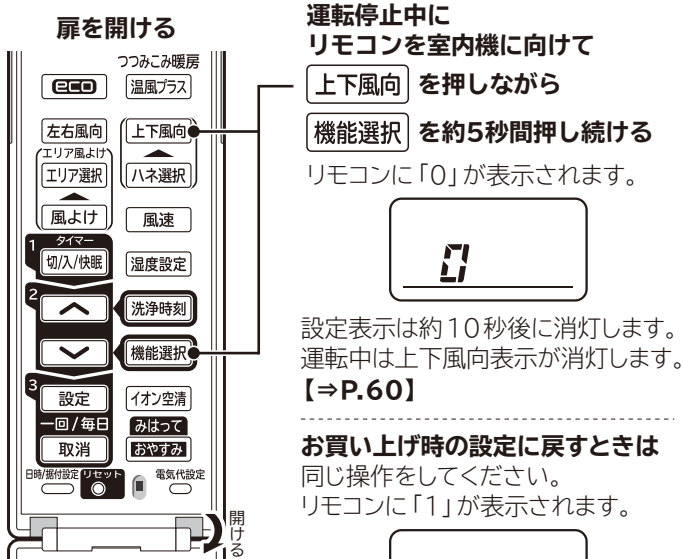 扉を開ける
つつみこみ暖房
eco
温風プラス
左右風向
上下風向
エリア風よけ
エリア選択
ハネ選択
風よけ
風速
1 タイマー
切/入/快眠
湿度設定
2
洗浄時刻
機能選択
3
設定
イオン空清
一回/毎日
みはって
取消
おやすみ
日時/据付設定 リセット 電気代設定
開ける
運転停止中に
リモコンを室内機に向けて
上下風向 を押しながら
機能選択 を約5秒間押し続ける
リモコンに「0」が表示されます。
0
設定表示は約10秒後に消灯します。
運転中は上下風向表示が消灯します。
【⇒P.60】
お買い上げ時の設定に戻すときは
同じ操作をしてください。
リモコンに「1」が表示されます。